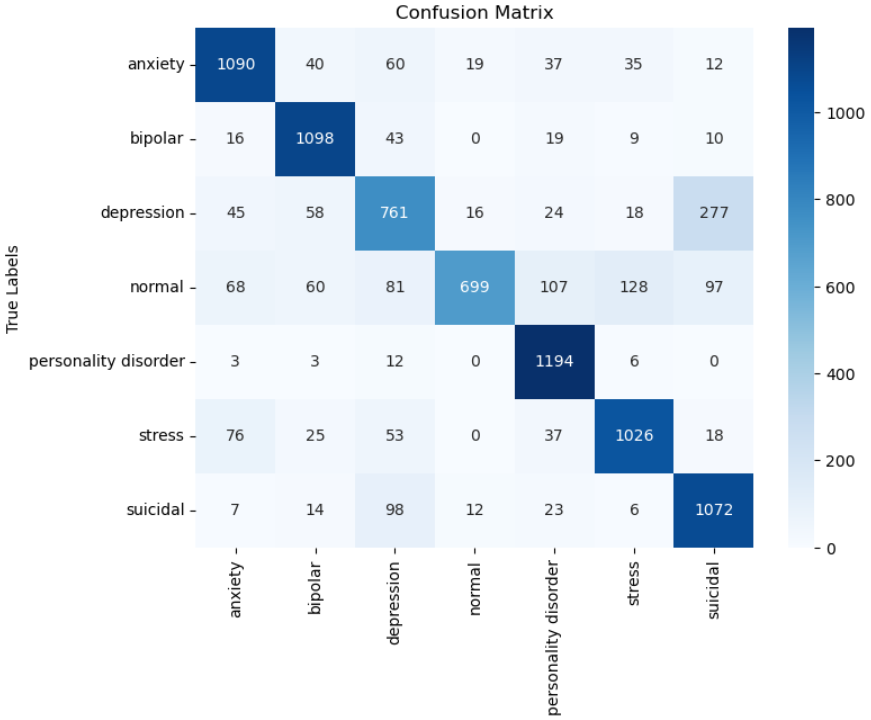 Confusion Matrix
True Labels
anxiety 1090 40 60 19 37 35 12
bipolar 16 1098 43 0 19 9 10
depression 45 58 761 16 24 18 277
normal 68 60 81 699 107 128 97
personality disorder 3 3 12 0 1194 6 0
stress 76 25 53 0 37 1026 18
suicidal 7 14 98 12 23 6 1072
anxiety bipolar depression normal personality disorder stress suicidal
1000
800
600
400
200
0